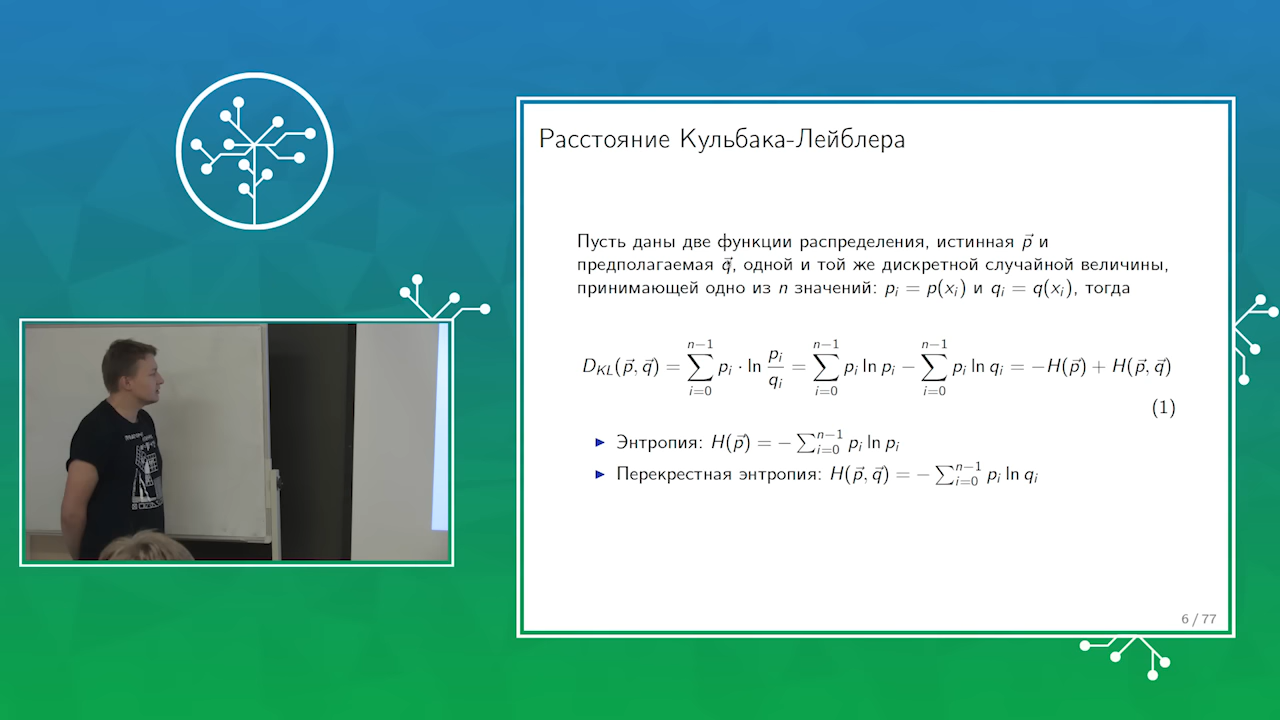 Расстояние Кульбака-Лейблера
Пусть даны две функции распределения, истинная p⃗ и
предполагаемая q⃗, одной и той же дискретной случайной величины,
принимающей одно из n значений: pᵢ = p(xᵢ) и qᵢ = q(xᵢ), тогда
D_{KL}(p⃗, q⃗) = ∑_{i=0}^{n−1} pᵢ · ln pᵢ/qᵢ = ∑_{i=0}^{n−1} pᵢ ln pᵢ − ∑_{i=0}^{n−1} pᵢ ln qᵢ = −H(p⃗) + H(p⃗, q⃗)
(1)
▶ Энтропия: H(p⃗) = − ∑_{i=0}^{n−1} pᵢ ln pᵢ
▶ Перекрестная энтропия: H(p⃗, q⃗) = − ∑_{i=0}^{n−1} pᵢ ln qᵢ
6 / 77